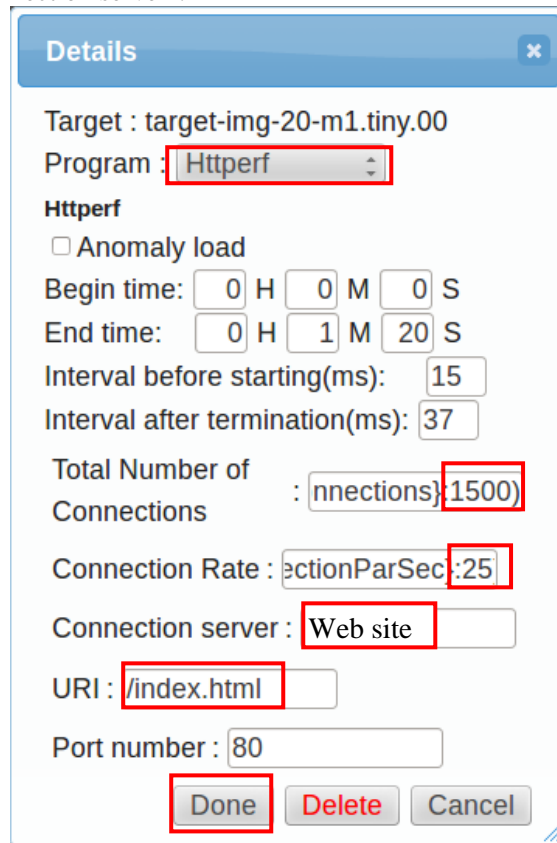 Details
Target : target-img-20-m1.tiny.00
Program : Httperf
Httperf
Anomaly load
Begin time: 0 H 0 M 0 S
End time: 0 H 1 M 20 S
Interval before starting(ms): 15
Interval after termination(ms): 37
Total Number of
Connections : nnections}:1500)
Connection Rate : ectionParSec}:25
Connection server : Web site
URI : /index.html
Port number : 80
Done Delete Cancel